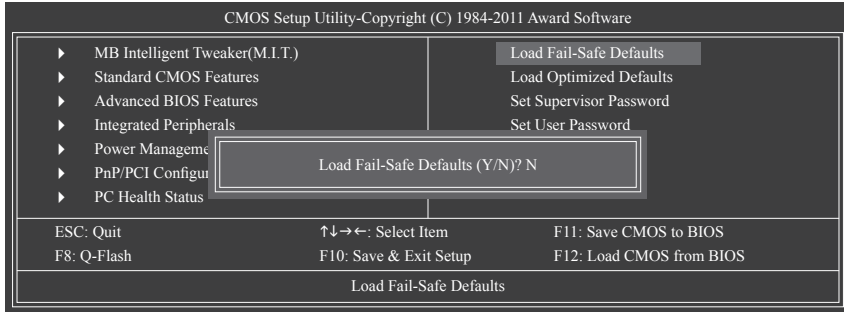 CMOS Setup Utility-Copyright (C) 1984-2011 Award Software
MB Intelligent Tweaker(M.I.T.)
Standard CMOS Features
Advanced BIOS Features
Integrated Peripherals
Power Manageme
PnP/PCI Configur
PC Health Status
Load Fail-Safe Defaults
Load Optimized Defaults
Set Supervisor Password
Set User Password
Load Fail-Safe Defaults (Y/N)? N
ESC: Quit ↑↓→←: Select Item F11: Save CMOS to BIOS
F8: Q-Flash F10: Save & Exit Setup F12: Load CMOS from BIOS
Load Fail-Safe Defaults